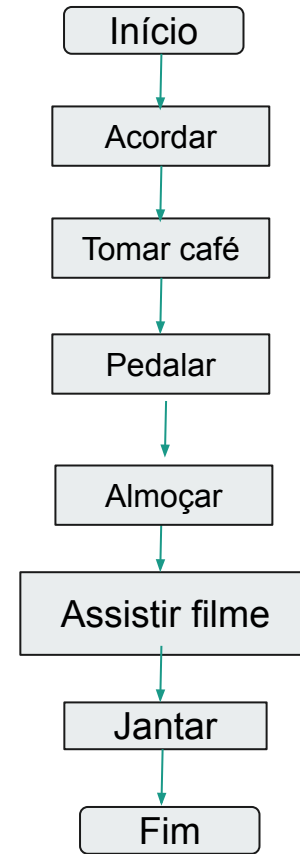 Início
Acordar
Tomar café
Pedalar
Almoçar
Assistir filme
Jantar
Fim